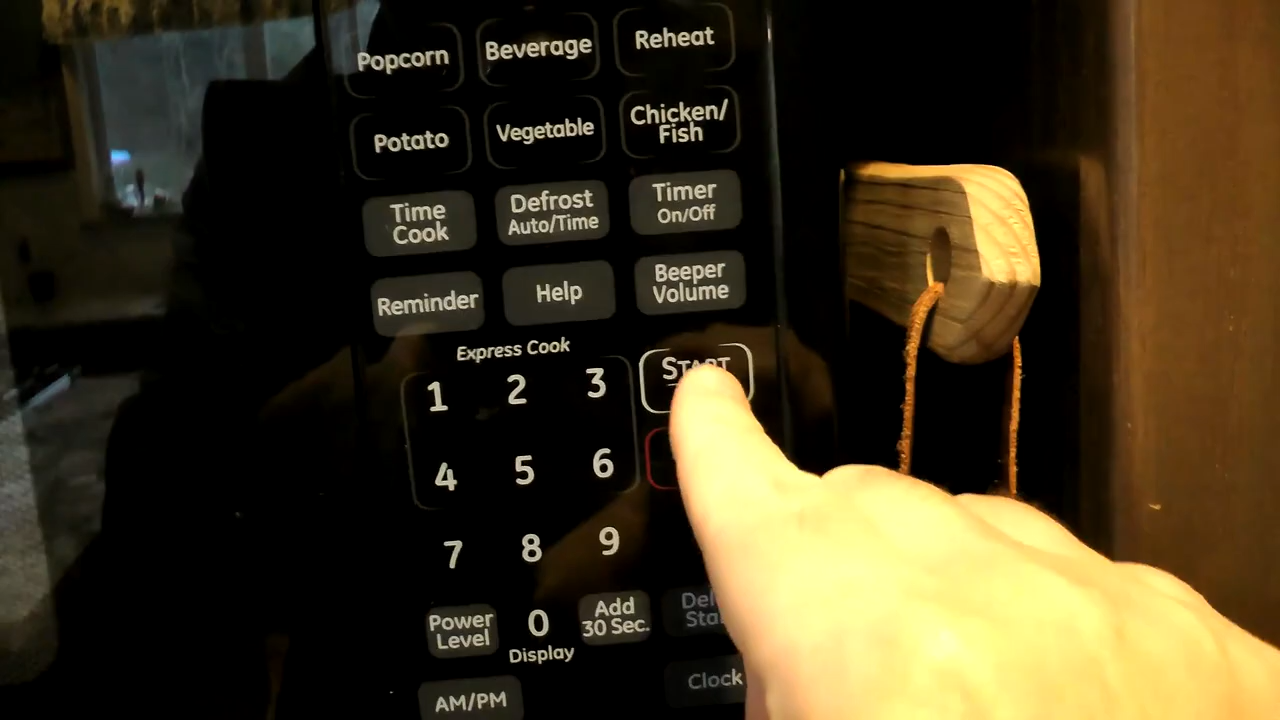 Popcorn
Beverage
Reheat
Potato
Vegetable
Chicken/
Fish
Time
Cook
Defrost
Auto/Time
Timer
On/Off
Reminder
Help
Beeper
Volume
Express Cook
1 2 3
START
4 5 6
7 8 9
Power
Level
0
Display
Add
30 Sec.
AM/PM
Clock